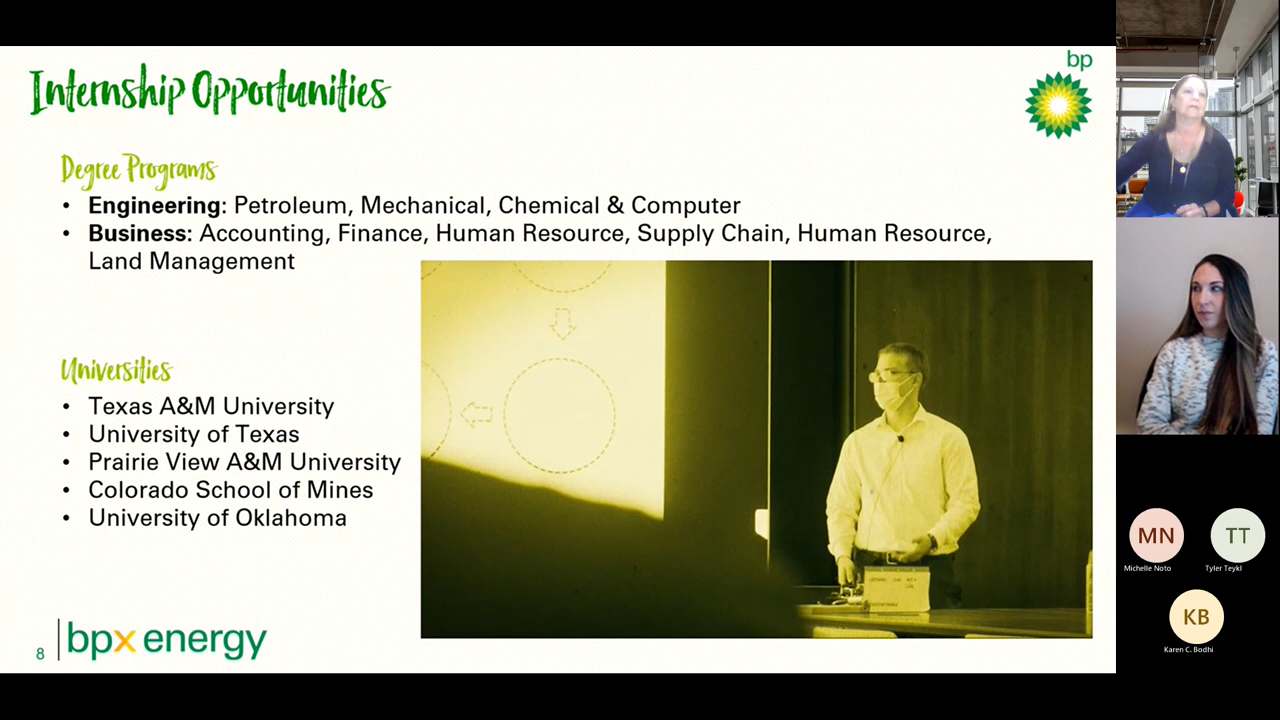 Internship Opportunities
bp
Degree Programs
• Engineering: Petroleum, Mechanical, Chemical & Computer
• Business: Accounting, Finance, Human Resource, Supply Chain, Human Resource,
Land Management
Universities
• Texas A&M University
• University of Texas
• Prairie View A&M University
• Colorado School of Mines
• University of Oklahoma
8
bpx energy
MN
Michelle Noto
TT
Tyler Teykl
KB
Karen C. Bodhi